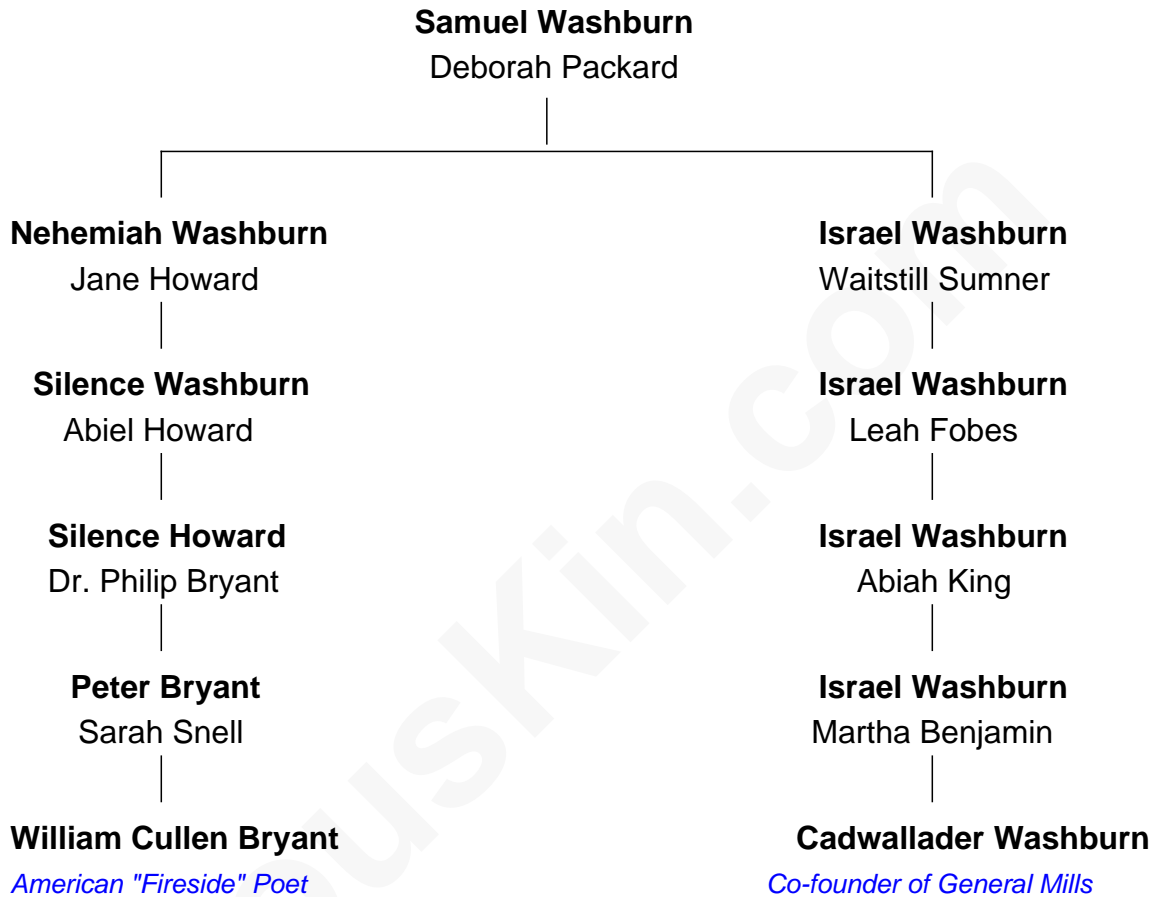 Samuel Washburn
Deborah Packard
Nehemiah Washburn
Jane Howard
Israel Washburn
Waitstill Sumner
Silence Washburn
Abiel Howard
Israel Washburn
Leah Fobes
Silence Howard
Dr. Philip Bryant
Israel Washburn
Abiah King
Peter Bryant
Sarah Snell
Israel Washburn
Martha Benjamin
William Cullen Bryant
American "Fireside" Poet
Cadwallader Washburn
Co-founder of General Mills
ousKin.com